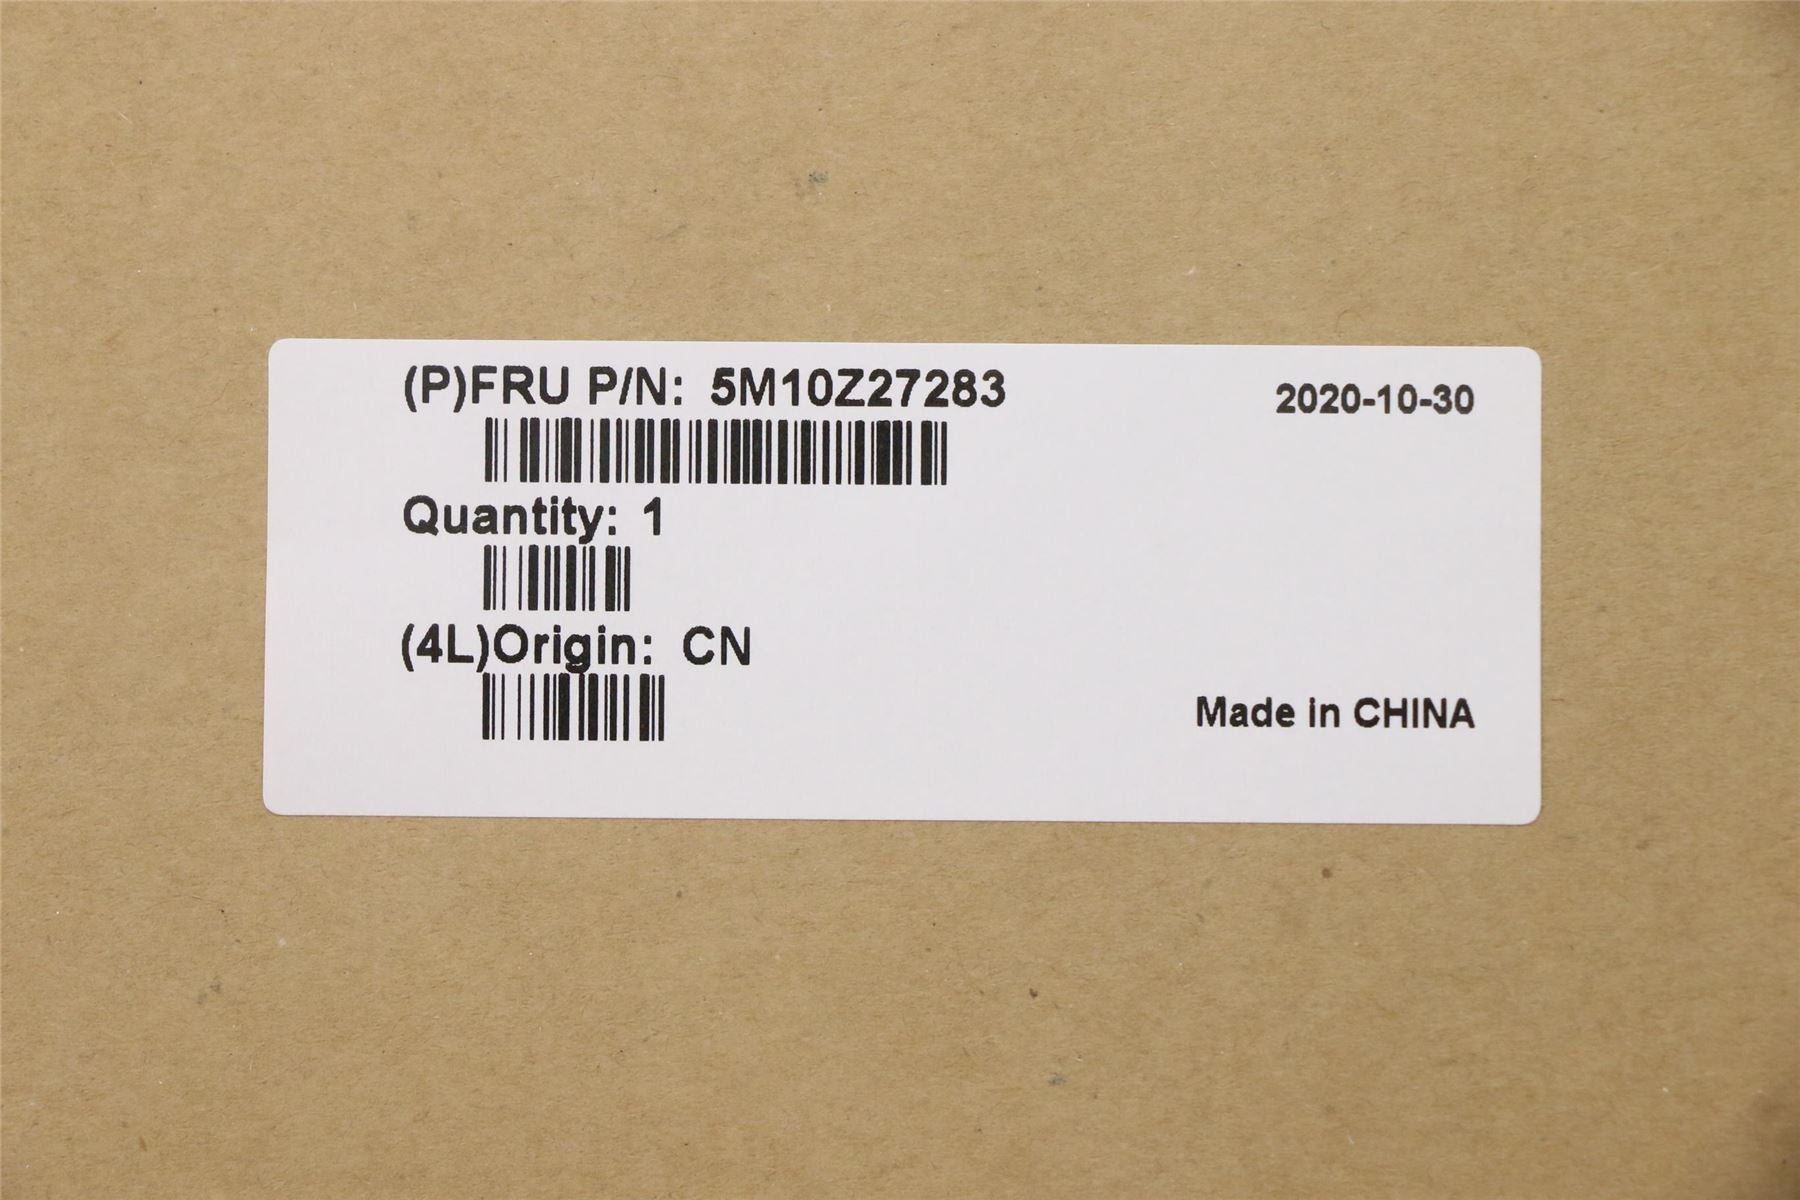 (P)FRU P/N: 5M10Z27283
2020-10-30
Quantity: 1
(4L)Origin: CN
Made in CHINA